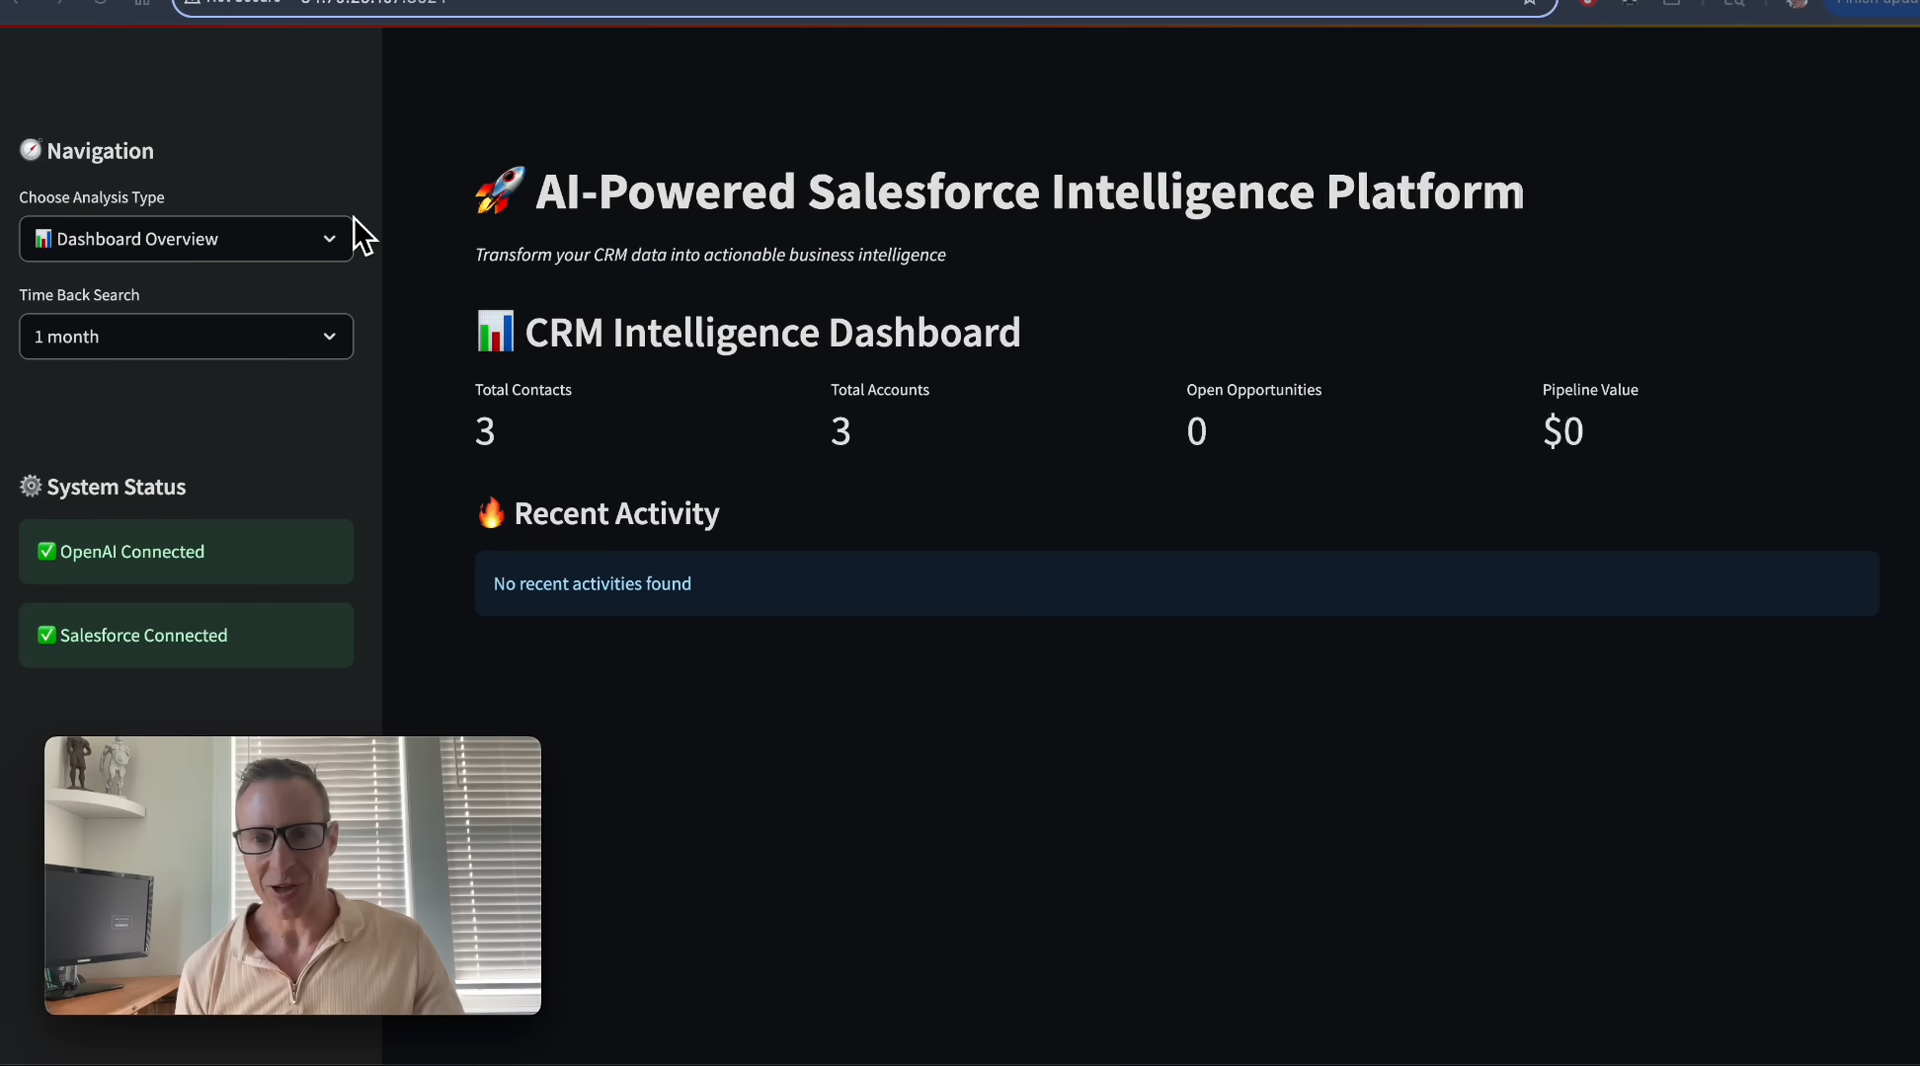 Navigation
Choose Analysis Type
Dashboard Overview
Time Back Search
1 month
System Status
✅ OpenAI Connected
✅ Salesforce Connected
🚀 AI-Powered Salesforce Intelligence Platform
Transform your CRM data into actionable business intelligence
📊 CRM Intelligence Dashboard
Total Contacts
3
Total Accounts
3
Open Opportunities
0
Pipeline Value
$0
🔥 Recent Activity
No recent activities found